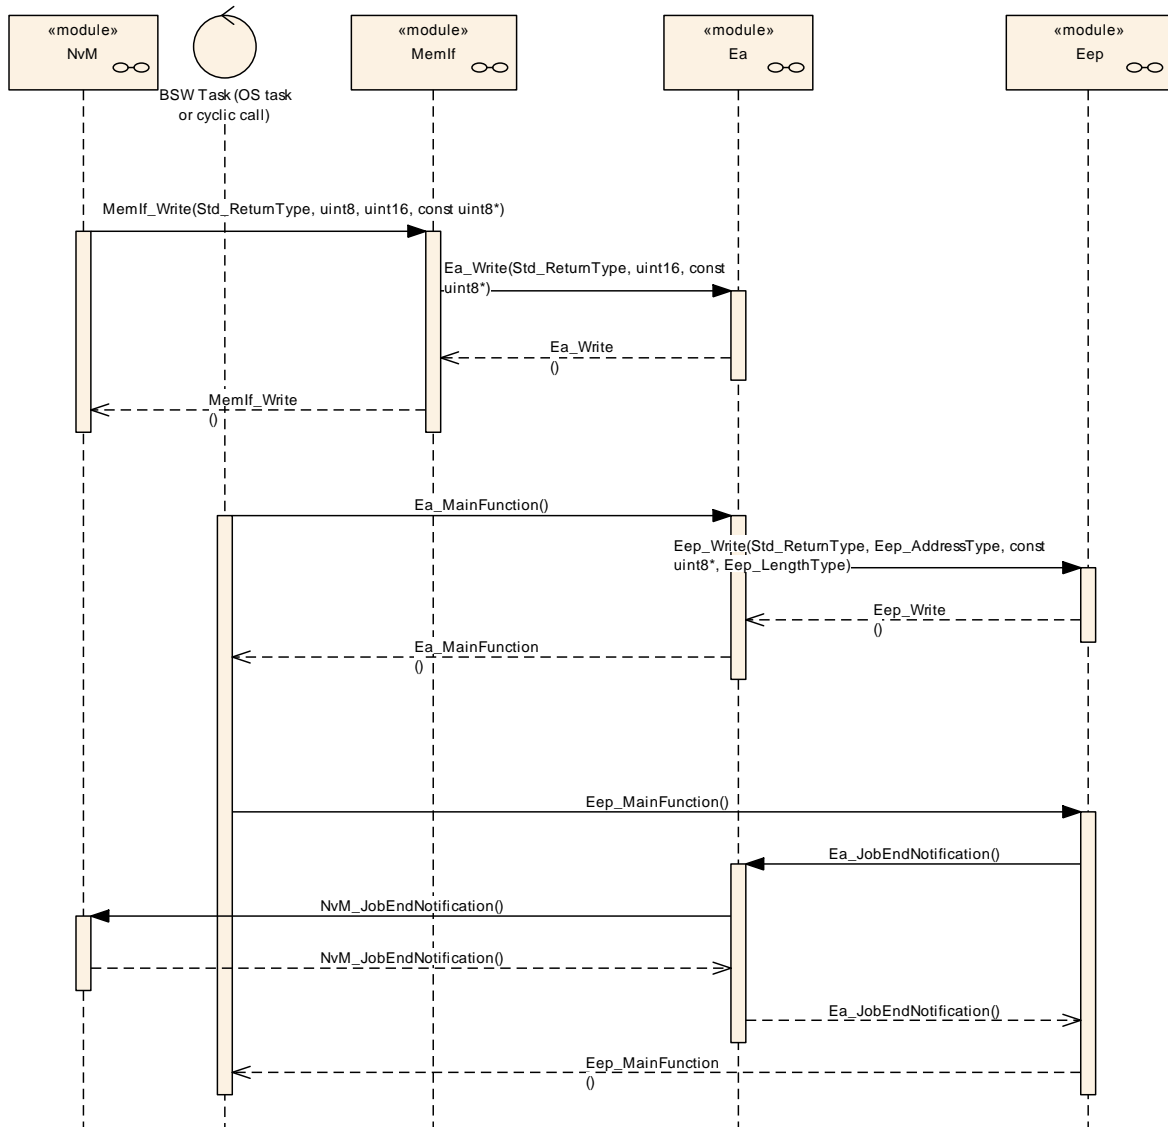 «module»
NvM
BSW Task (OS task
or cyclic call)
«module»
MemIf
«module»
Ea
«module»
Eep
MemIf_Write(Std_ReturnType, uint8, uint16, const uint8*)
Ea_Write(Std_ReturnType, uint16, const
uint8*)
Ea_Write
()
MemIf_Write
()
Ea_MainFunction()
Eep_Write(Std_ReturnType, Eep_AddressType, const
uint8*, Eep_LengthType)
Eep_Write
()
Ea_MainFunction
()
Eep_MainFunction()
Ea_JobEndNotification()
NvM_JobEndNotification()
NvM_JobEndNotification()
Ea_JobEndNotification()
Eep_MainFunction
()